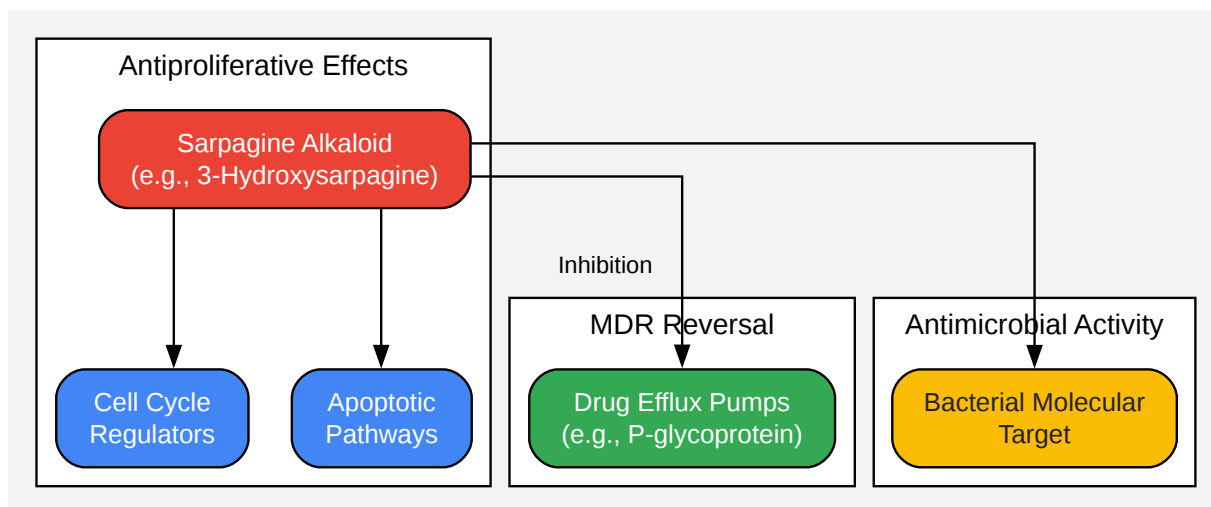 Antiproliferative Effects
Sarpagine Alkaloid
(e.g., 3-Hydroxysarpagine)
Inhibition
MDR Reversal
Antimicrobial Activity
Cell Cycle
Regulators
Apoptotic
Pathways
Drug Efflux Pumps
(e.g., P-glycoprotein)
Bacterial Molecular
Target